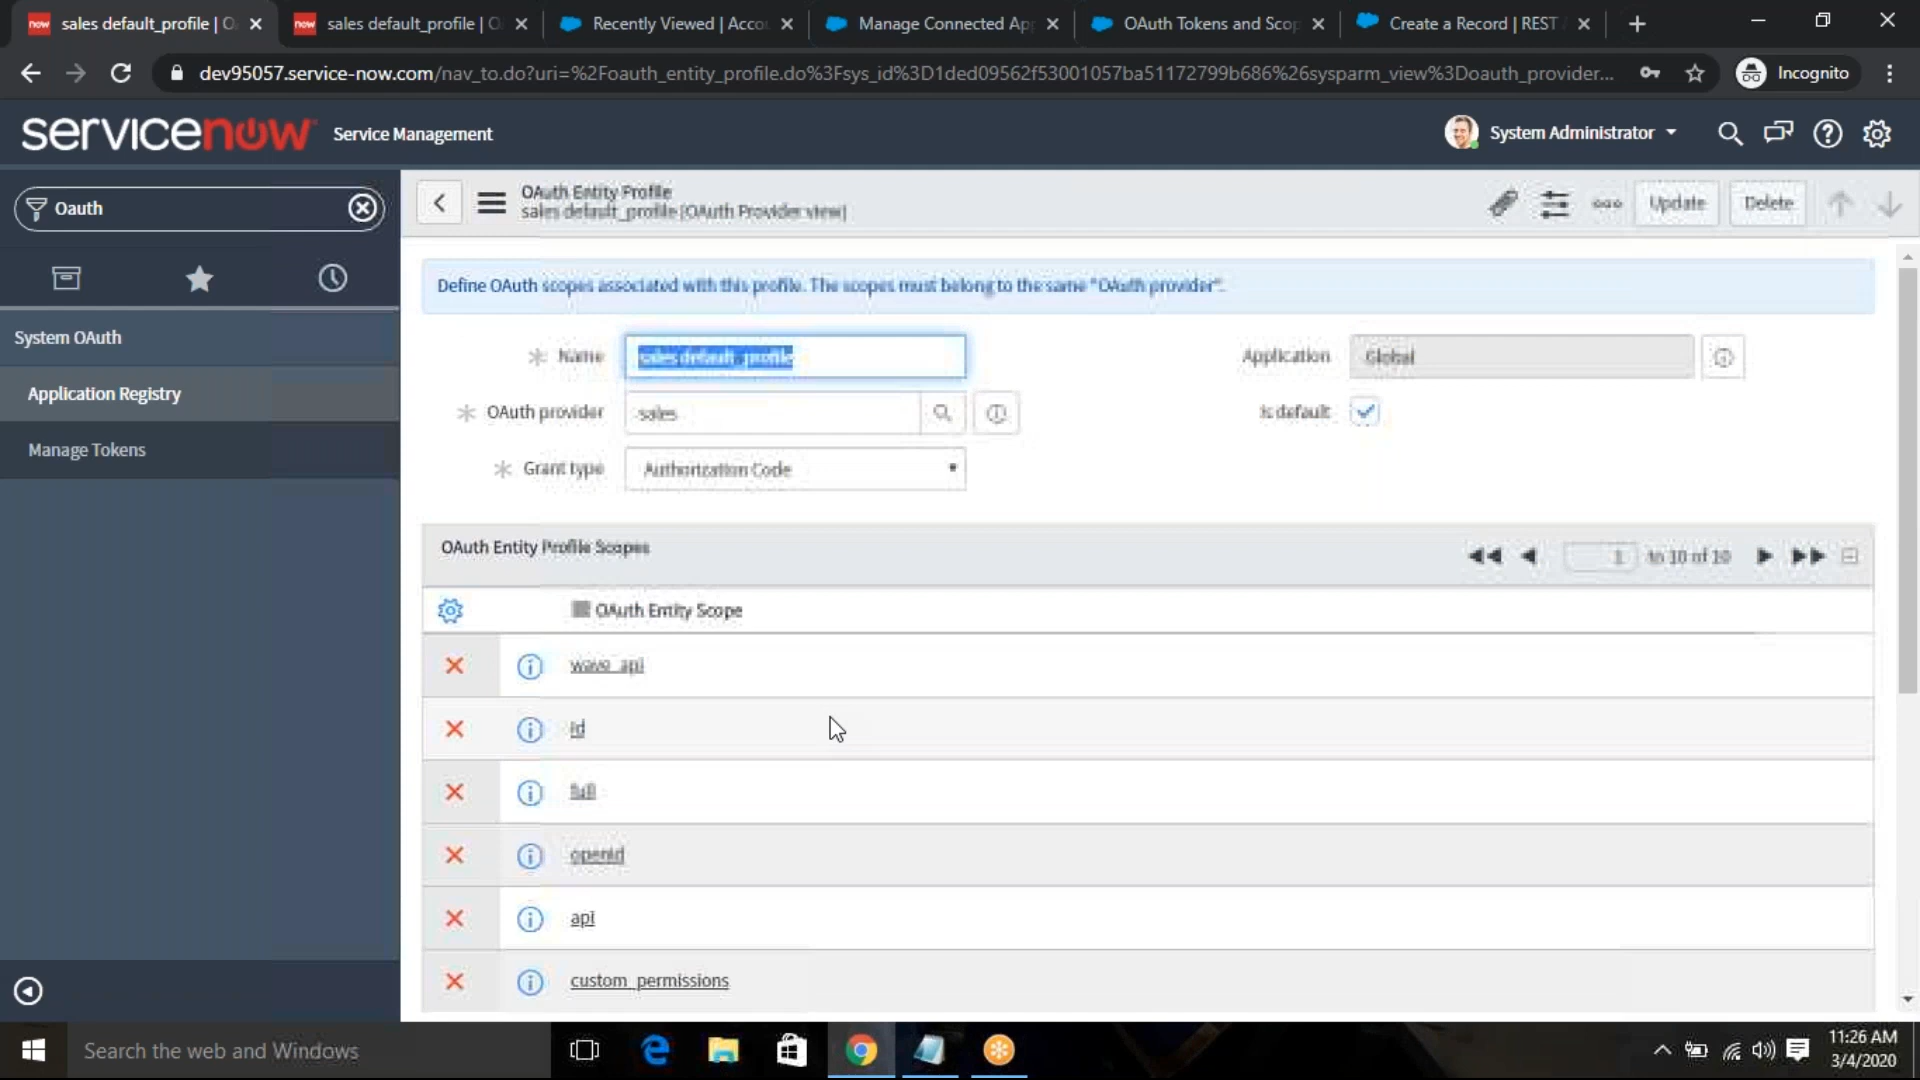 sales default_profile | O
sales default_profile | O
Recently Viewed | Acco
Manage Connected Ap
OAuth Tokens and Scop
Create a Record | REST
dev95057.service-now.com/nav_to.do?uri=%2Foauth_entity_profile.do%3Fsys_id%3D1ded09562f53001057ba51172799b686%26sysparm_view%3Doauth_provider...
Incognito
servicenow Service Management
System Administrator
Oauth
System OAuth
Application Registry
Manage Tokens
OAuth Entity Profile
sales default_profile [OAuth Provider view]
Update
Delete
Define OAuth scopes associated with this profile. The scopes must belong to the same "OAuth provider".
Name
sales default_profile
Application
Global
OAuth provider
sales
Is default
Grant type
Authorization Code
OAuth Entity Profile Scopes
1 to 10 of 10
OAuth Entity Scope
wave_api
id
full
openid
api
custom_permissions
Search the web and Windows
11:26 AM
3/4/2020